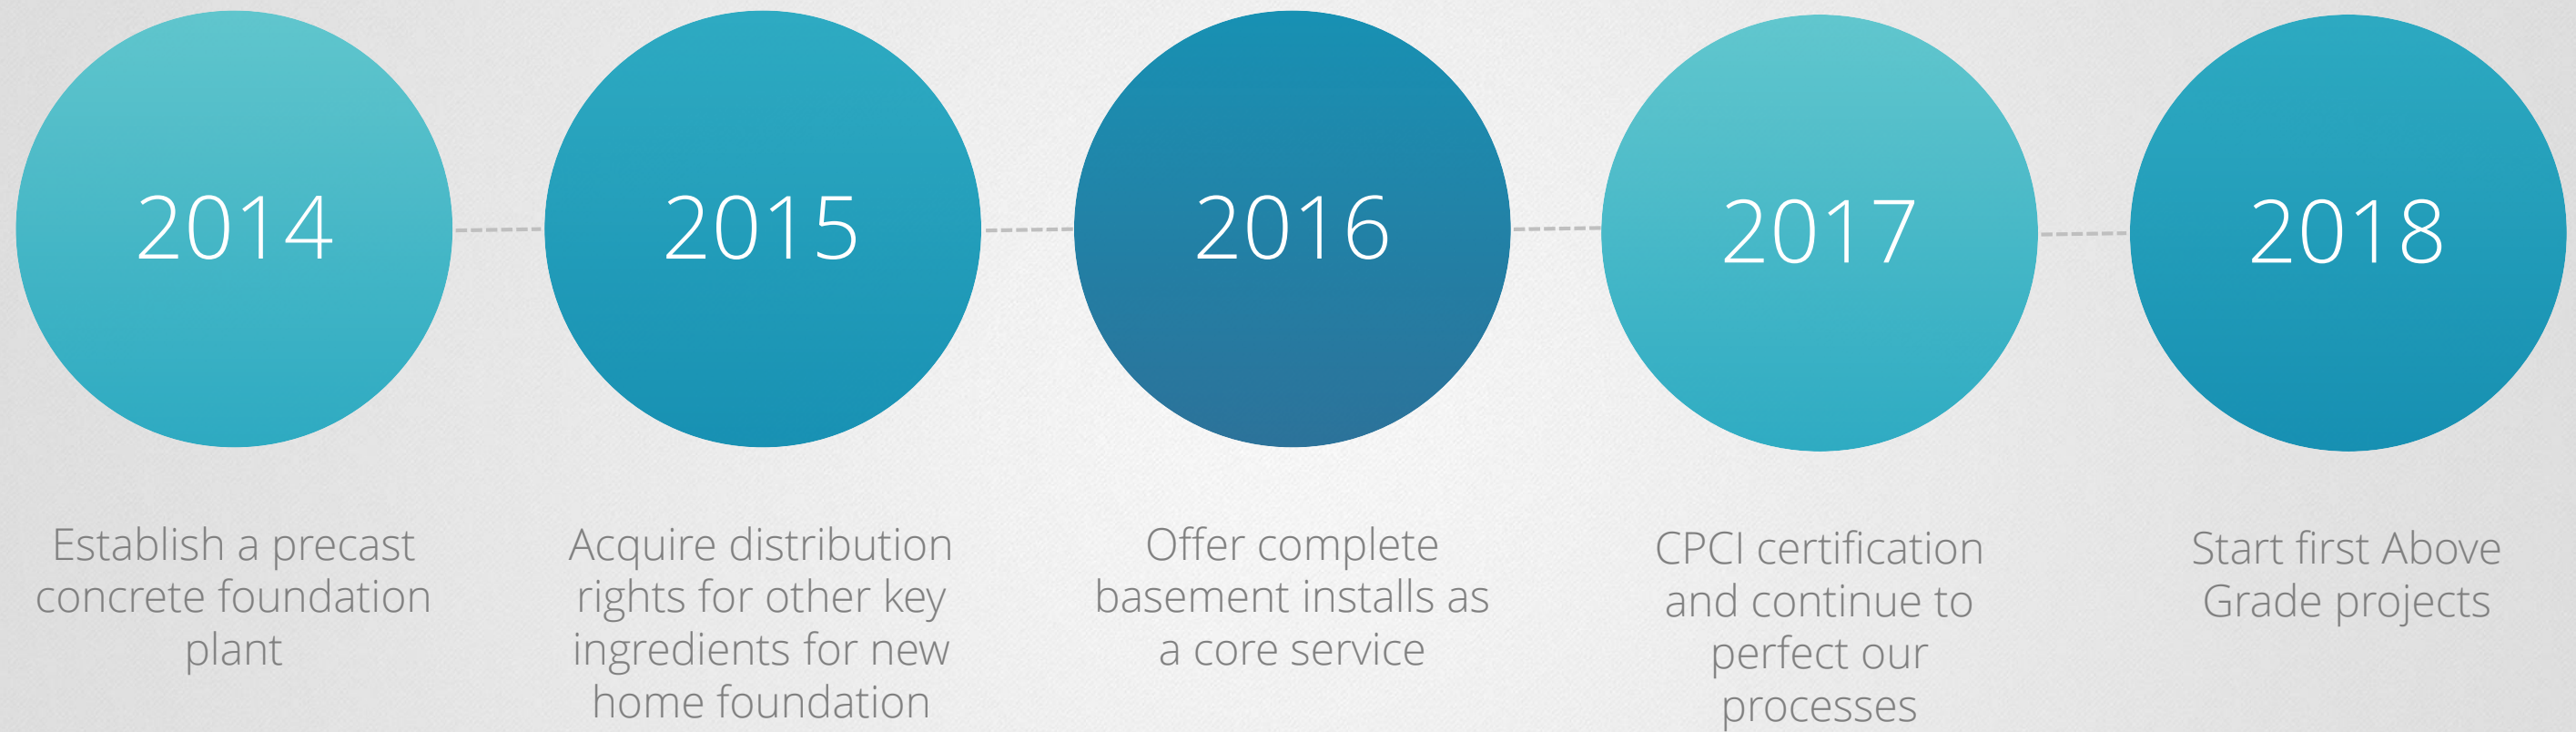 2014
Establish a precast
concrete foundation
plant
2015
Acquire distribution
rights for other key
ingredients for new
home foundation
2016
Offer complete
basement installs as
a core service
2017
CPCI certification
and continue to
perfect our
processes
2018
Start first Above
Grade projects